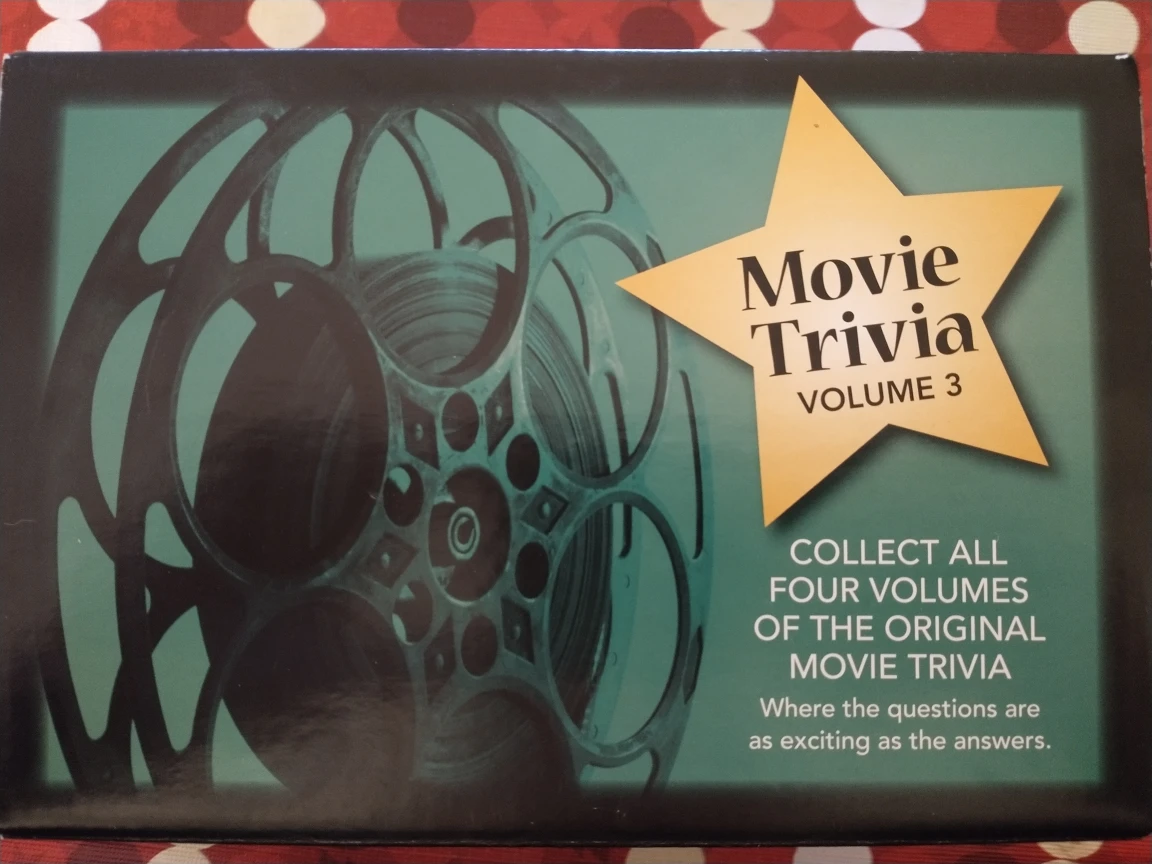 Movie
Trivia
VOLUME 3
COLLECT ALL
FOUR VOLUMES
OF THE ORIGINAL
MOVIE TRIVIA
Where the questions are
as exciting as the answers.